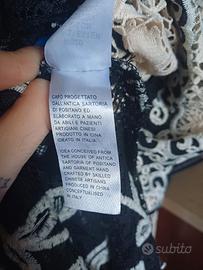 CAPO PROGETTATO
DALL'ANTICA SARTORIA
DI POSITANO ED
ELABORATO A MANO
DA ABILI E PAZIENTI
ARTIGIANI CINESI
PRODOTTO IN CINA
IDEATO IN ITALIA
IDEA CONCEIVED FROM
THE HOUSE OF ANTICA
SARTORIA OF POSITANO
AND GARMENT HAND
CRAFTED BY SKILLED
CHINESE ARTISANS
PRODUCED IN CHINA
CONCEPTUALISED
IN ITALY
subito